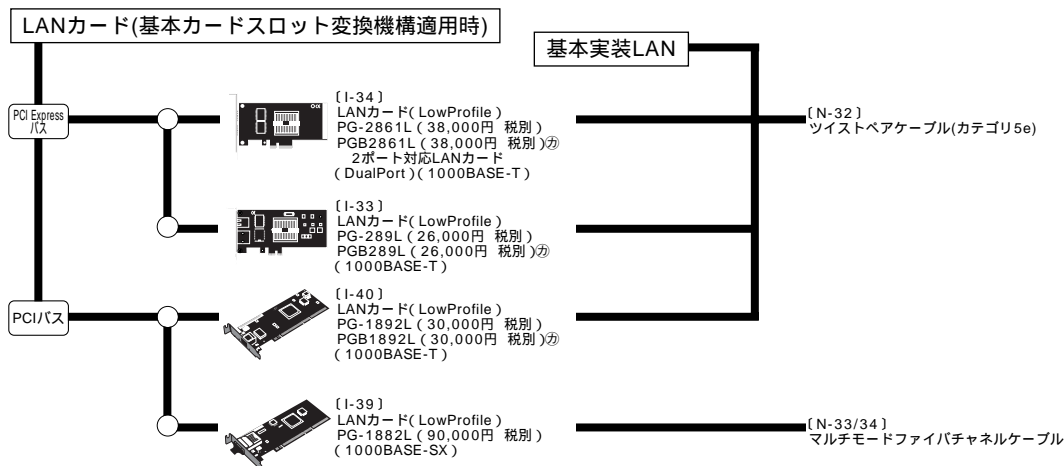 LANカード(基本カードスロット変換機構適用時)
基本実装LAN
PCI Express
バス
〔I-34〕
LANカード(LowProfile)
PG-2861L(38,000円 税別)
PGB2861L(38,000円 税別)㋕
2ポート対応LANカード
(DualPort)(1000BASE-T)
〔N-32〕
ツイストペアケーブル(カテゴリ5e)
〔I-33〕
LANカード(LowProfile)
PG-289L(26,000円 税別)
PGB289L(26,000円 税別)㋕
(1000BASE-T)
PCIバス
〔I-40〕
LANカード(LowProfile)
PG-1892L(30,000円 税別)
PGB1892L(30,000円 税別)㋕
(1000BASE-T)
〔I-39〕
LANカード(LowProfile)
PG-1882L(90,000円 税別)
(1000BASE-SX)
〔N-33/34〕
マルチモードファイバチャネルケーブル